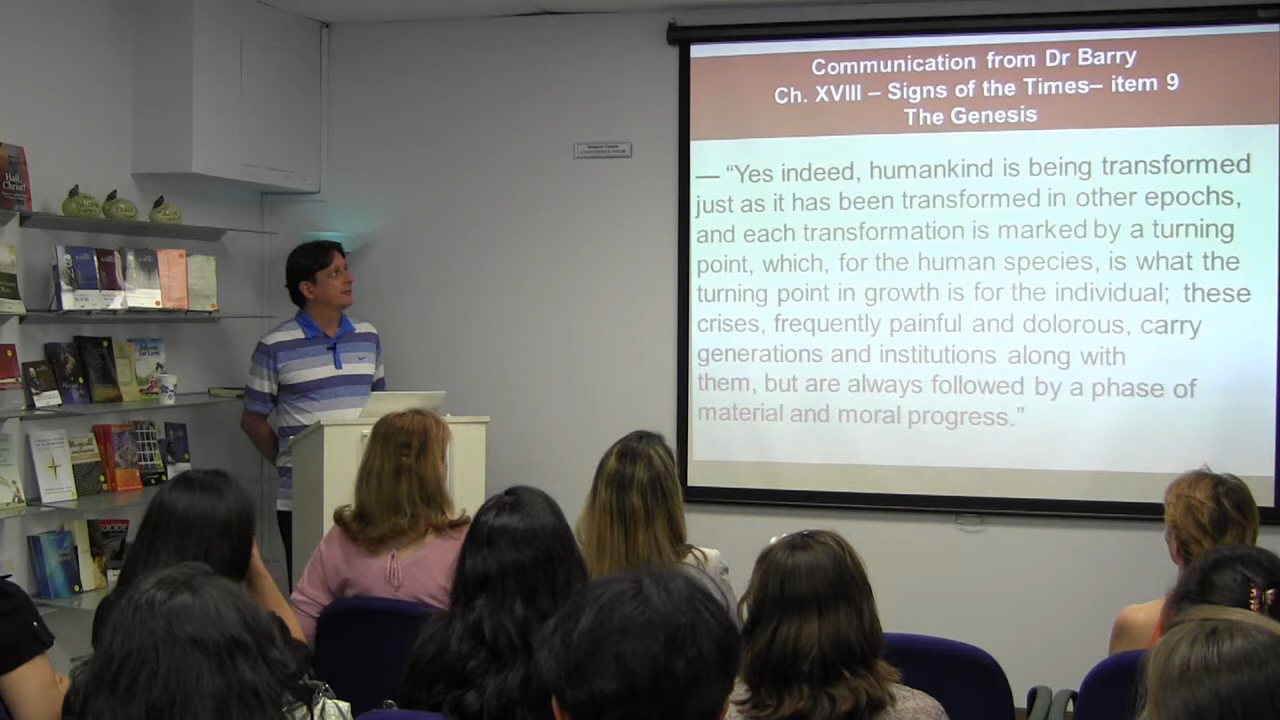 Communication from Dr Barry
Ch. XVIII – Signs of the Times– item 9
The Genesis
— “Yes indeed, humankind is being transformed
just as it has been transformed in other epochs,
and each transformation is marked by a turning
point, which, for the human species, is what the
turning point in growth is for the individual; these
crises, frequently painful and dolorous, carry
generations and institutions along with
them, but are always followed by a phase of
material and moral progress.”
Hail,
Christ!
SUICIDE